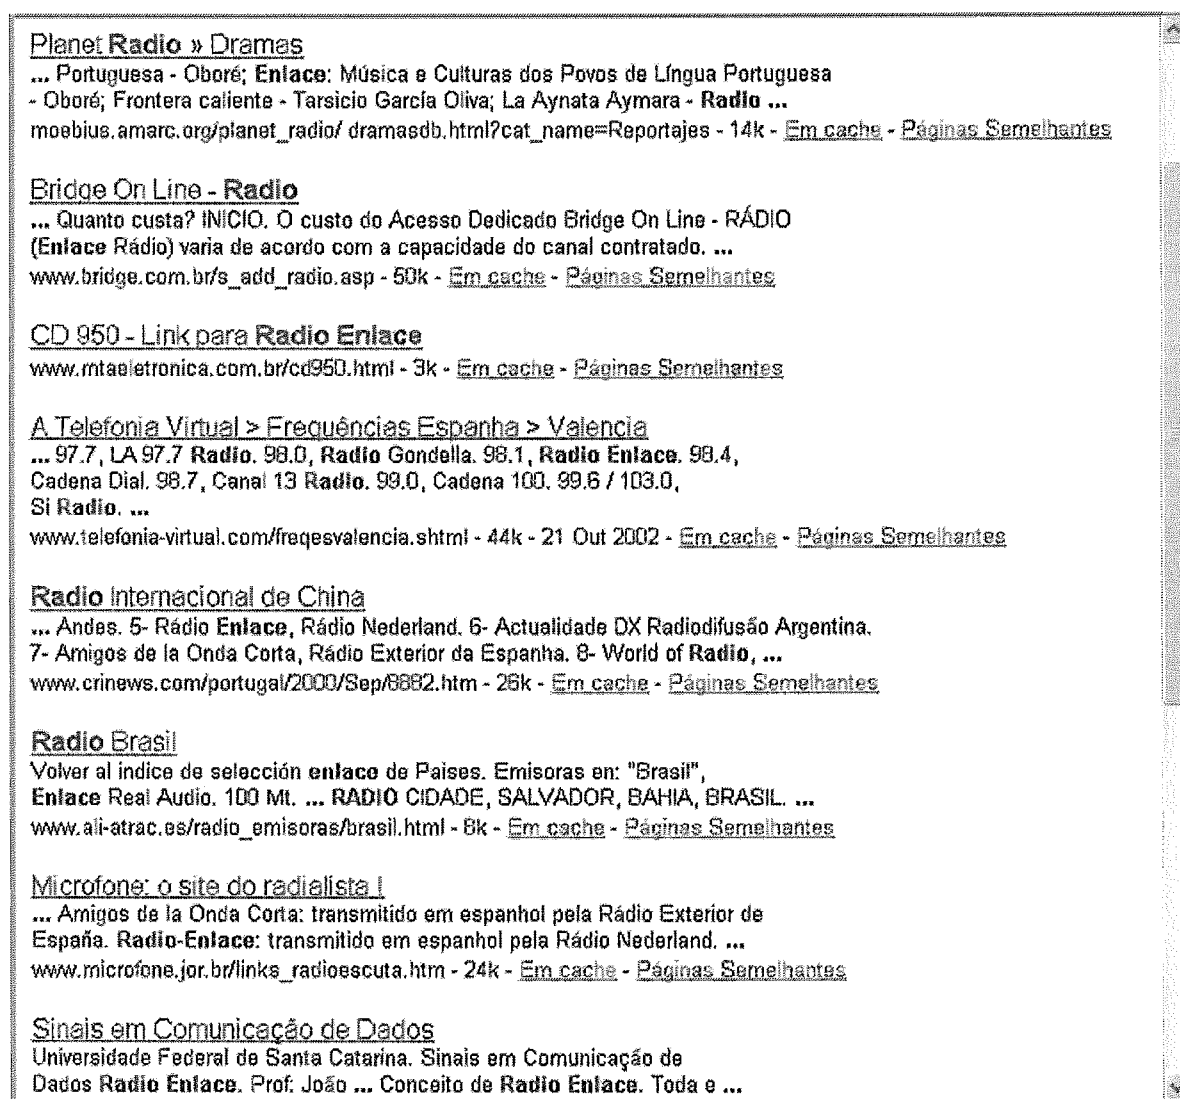 Planet Radio » Dramas
... Portuguesa - Oboré; Enlace: Música e Culturas dos Povos de Língua Portuguesa
- Oboré; Frontera caliente - Tarsicio García Oliva; La Aynata Aymara - Radio ...
moebius.amarc.org/planet_radio/ dramasdb.html?cat_name=Reportajes - 14k - Em cache - Páginas Semelhantes
Bridge On Line - Radio
... Quanto custa? INICIO. O custo do Acesso Dedicado Bridge On Line - RÁDIO
(Enlace Rádio) varia de acordo com a capacidade do canal contratado. ...
www.bridge.com.br/s_add_radio.asp - 50k - Em cache - Páginas Semelhantes
CD 950 - Link para Radio Enlace
www.mtaeletronica.com.br/cd950.html - 3k - Em cache - Páginas Semelhantes
A Telefonia Virtual > Frequências Espanha > Valencia
... 97.7, LA 97.7 Radio. 98.0, Radio Gondella. 98.1, Radio Enlace. 98.4,
Cadena Dial. 98.7, Canal 13 Radio. 99.0, Cadena 100. 99.6 / 103.0,
Si Radio. ...
www.telefonia-virtual.com/freqesvalencia.shtml - 44k - 21 Out 2002 - Em cache - Páginas Semelhantes
Radio Internacional de China
... Andes. 5- Rádio Enlace, Rádio Nederland. 6- Actualidade DX Radiodifusão Argentina.
7- Amigos de la Onda Corta, Rádio Exterior da Espanha. 8- World of Radio, ...
www.crinews.com/portugal/2000/Sep/8882.htm - 26k - Em cache - Páginas Semelhantes
Radio Brasil
Volver al indice de selección enlace de Paises. Emisoras en: "Brasil",
Enlace Real Audio. 100 Mt. ... RADIO CIDADE, SALVADOR, BAHIA, BRASIL. ...
www.ali-atrac.es/radio_emisoras/brasil.html - 8k - Em cache - Páginas Semelhantes
Microfone: o site do radialista !
... Amigos de la Onda Corta: transmitido em espanhol pela Rádio Exterior de
España. Radio-Enlace: transmitido em espanhol pela Rádio Nederland. ...
www.microfone.jor.br/links_radioescuta.htm - 24k - Em cache - Páginas Semelhantes
Sinais em Comunicação de Dados
Universidade Federal de Santa Catarina. Sinais em Comunicação de
Dados Radio Enlace. Prof: João ... Conceito de Radio Enlace. Toda e ...